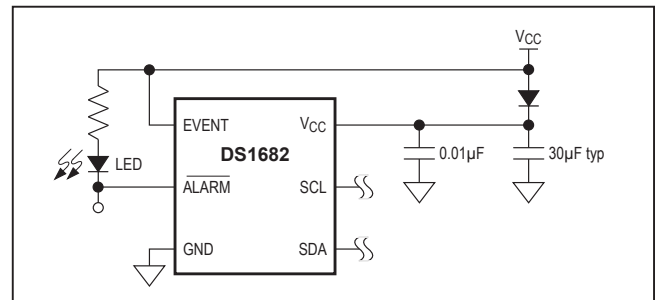 VCC
EVENT
VCC
DS1682
0.01µF
30µF typ
LED
ALARM
SCL
GND
SDA